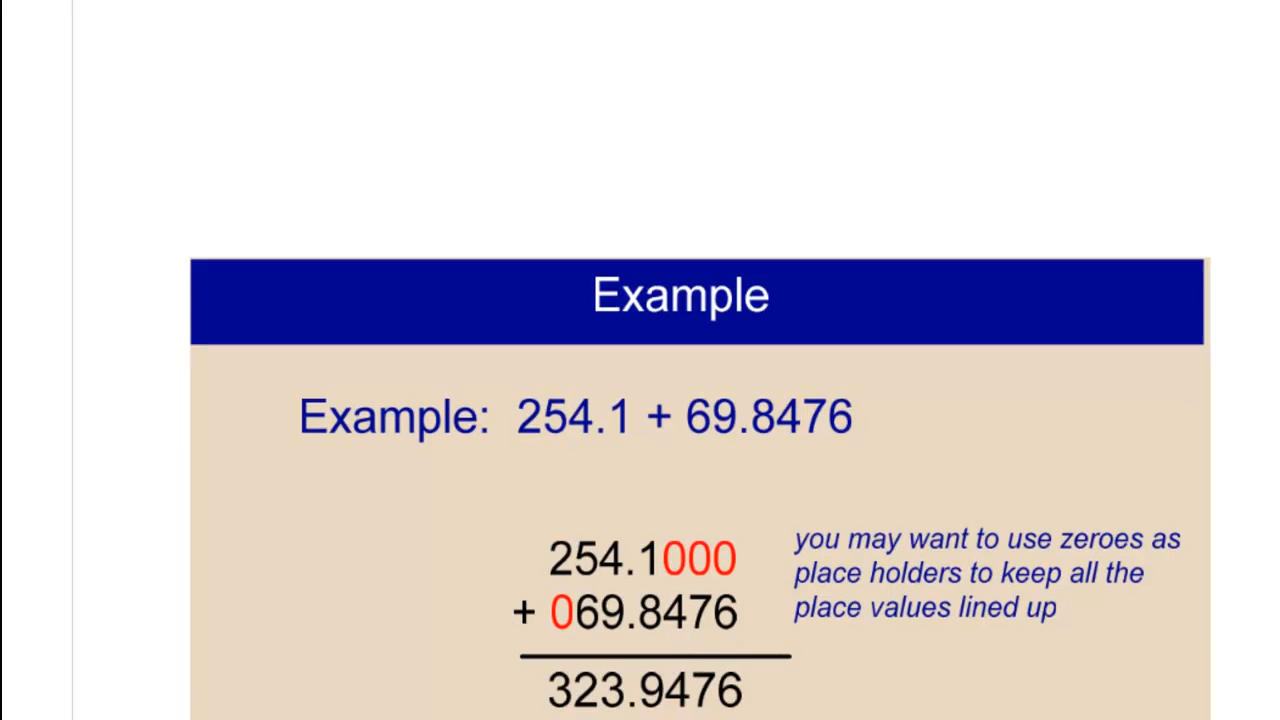 Example
Example: 254.1 + 69.8476
254.1000
+ 069.8476
323.9476
you may want to use zeroes as
place holders to keep all the
place values lined up